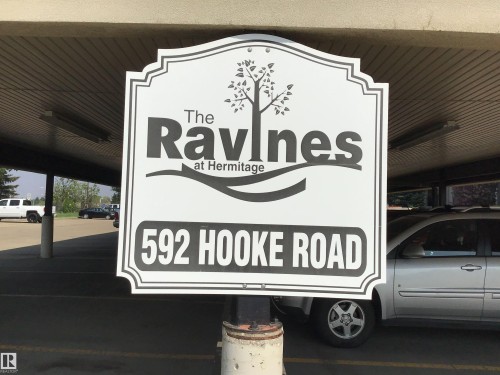 The
Ravines
at Hermitage
592 HOOKE ROAD